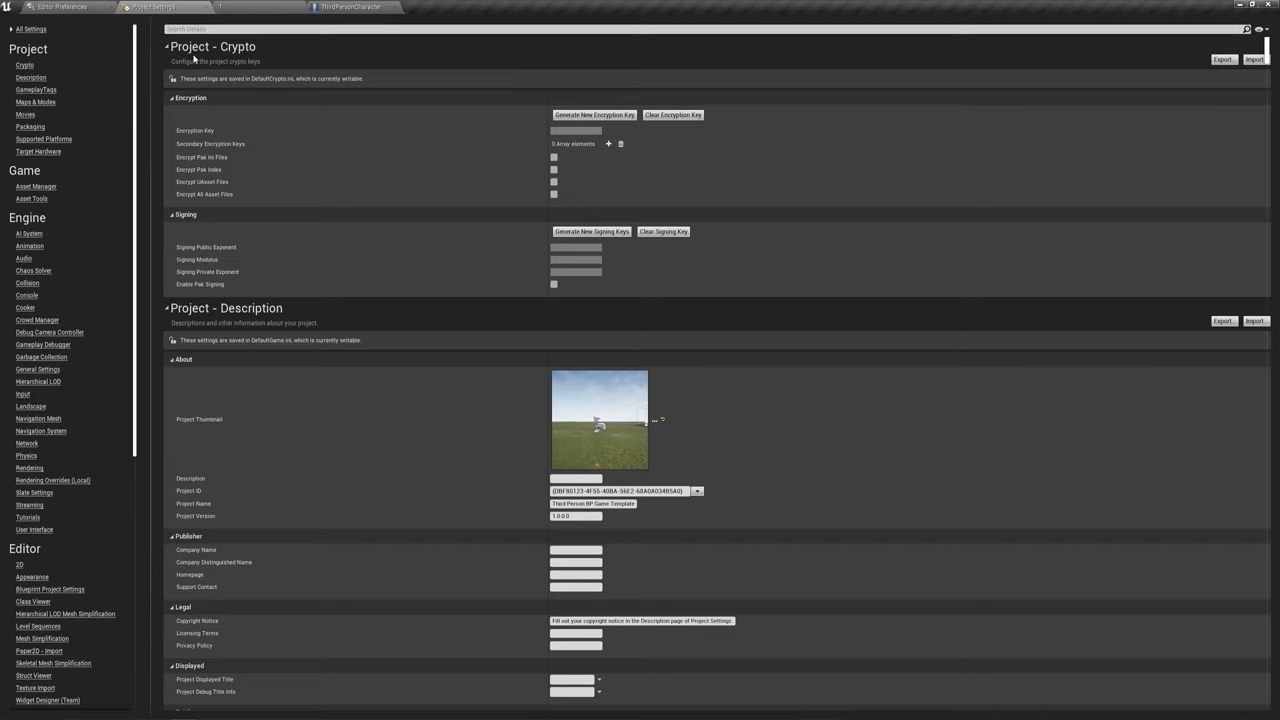 Editor Preferences
Project Settings
1
ThirdPersonCharacter
All Settings
Search Details
Project
Crypto
Description
GameplayTags
Maps & Modes
Movies
Packaging
Supported Platforms
Target Hardware
Game
Asset Manager
Asset Tools
Engine
AI System
Animation
Audio
Chaos Solver
Collision
Console
Cooker
Crowd Manager
Debug Camera Controller
Gameplay Debugger
Garbage Collection
General Settings
Hierarchical LOD
Input
Landscape
Navigation Mesh
Navigation System
Network
Physics
Rendering
Rendering Overrides (Local)
Slate Settings
Streaming
Tutorials
User Interface
Editor
2D
Appearance
Blueprint Project Settings
Class Viewer
Hierarchical LOD Mesh Simplification
Level Sequences
Mesh Simplification
Paper2D - Import
Skeletal Mesh Simplification
Struct Viewer
Texture Import
Widget Designer (Team)
Project - Crypto
Configure the project crypto keys
Export...
Import
These settings are saved in DefaultCrypto.ini, which is currently writable.
Encryption
Generate New Encryption Key
Clear Encryption Key
Encryption Key
Secondary Encryption Keys
0 Array elements
Encrypt Pak Ini Files
Encrypt Pak Index
Encrypt UAsset Files
Encrypt All Asset Files
Signing
Generate New Signing Keys
Clear Signing Key
Signing Public Exponent
Signing Modulus
Signing Private Exponent
Enable Pak Signing
Project - Description
Descriptions and other information about your project.
Export...
Import...
These settings are saved in DefaultGame.ini, which is currently writable.
About
Project Thumbnail
...
Description
Project ID
{DBF80123-4F55-40BA-56E2-68A0A034B5A0}
Project Name
Third Person BP Game Template
Project Version
1.0.0.0
Publisher
Company Name
Company Distinguished Name
Homepage
Support Contact
Legal
Copyright Notice
Fill out your copyright notice in the Description page of Project Settings.
Licensing Terms
Privacy Policy
Displayed
Project Displayed Title
Project Debug Title Info